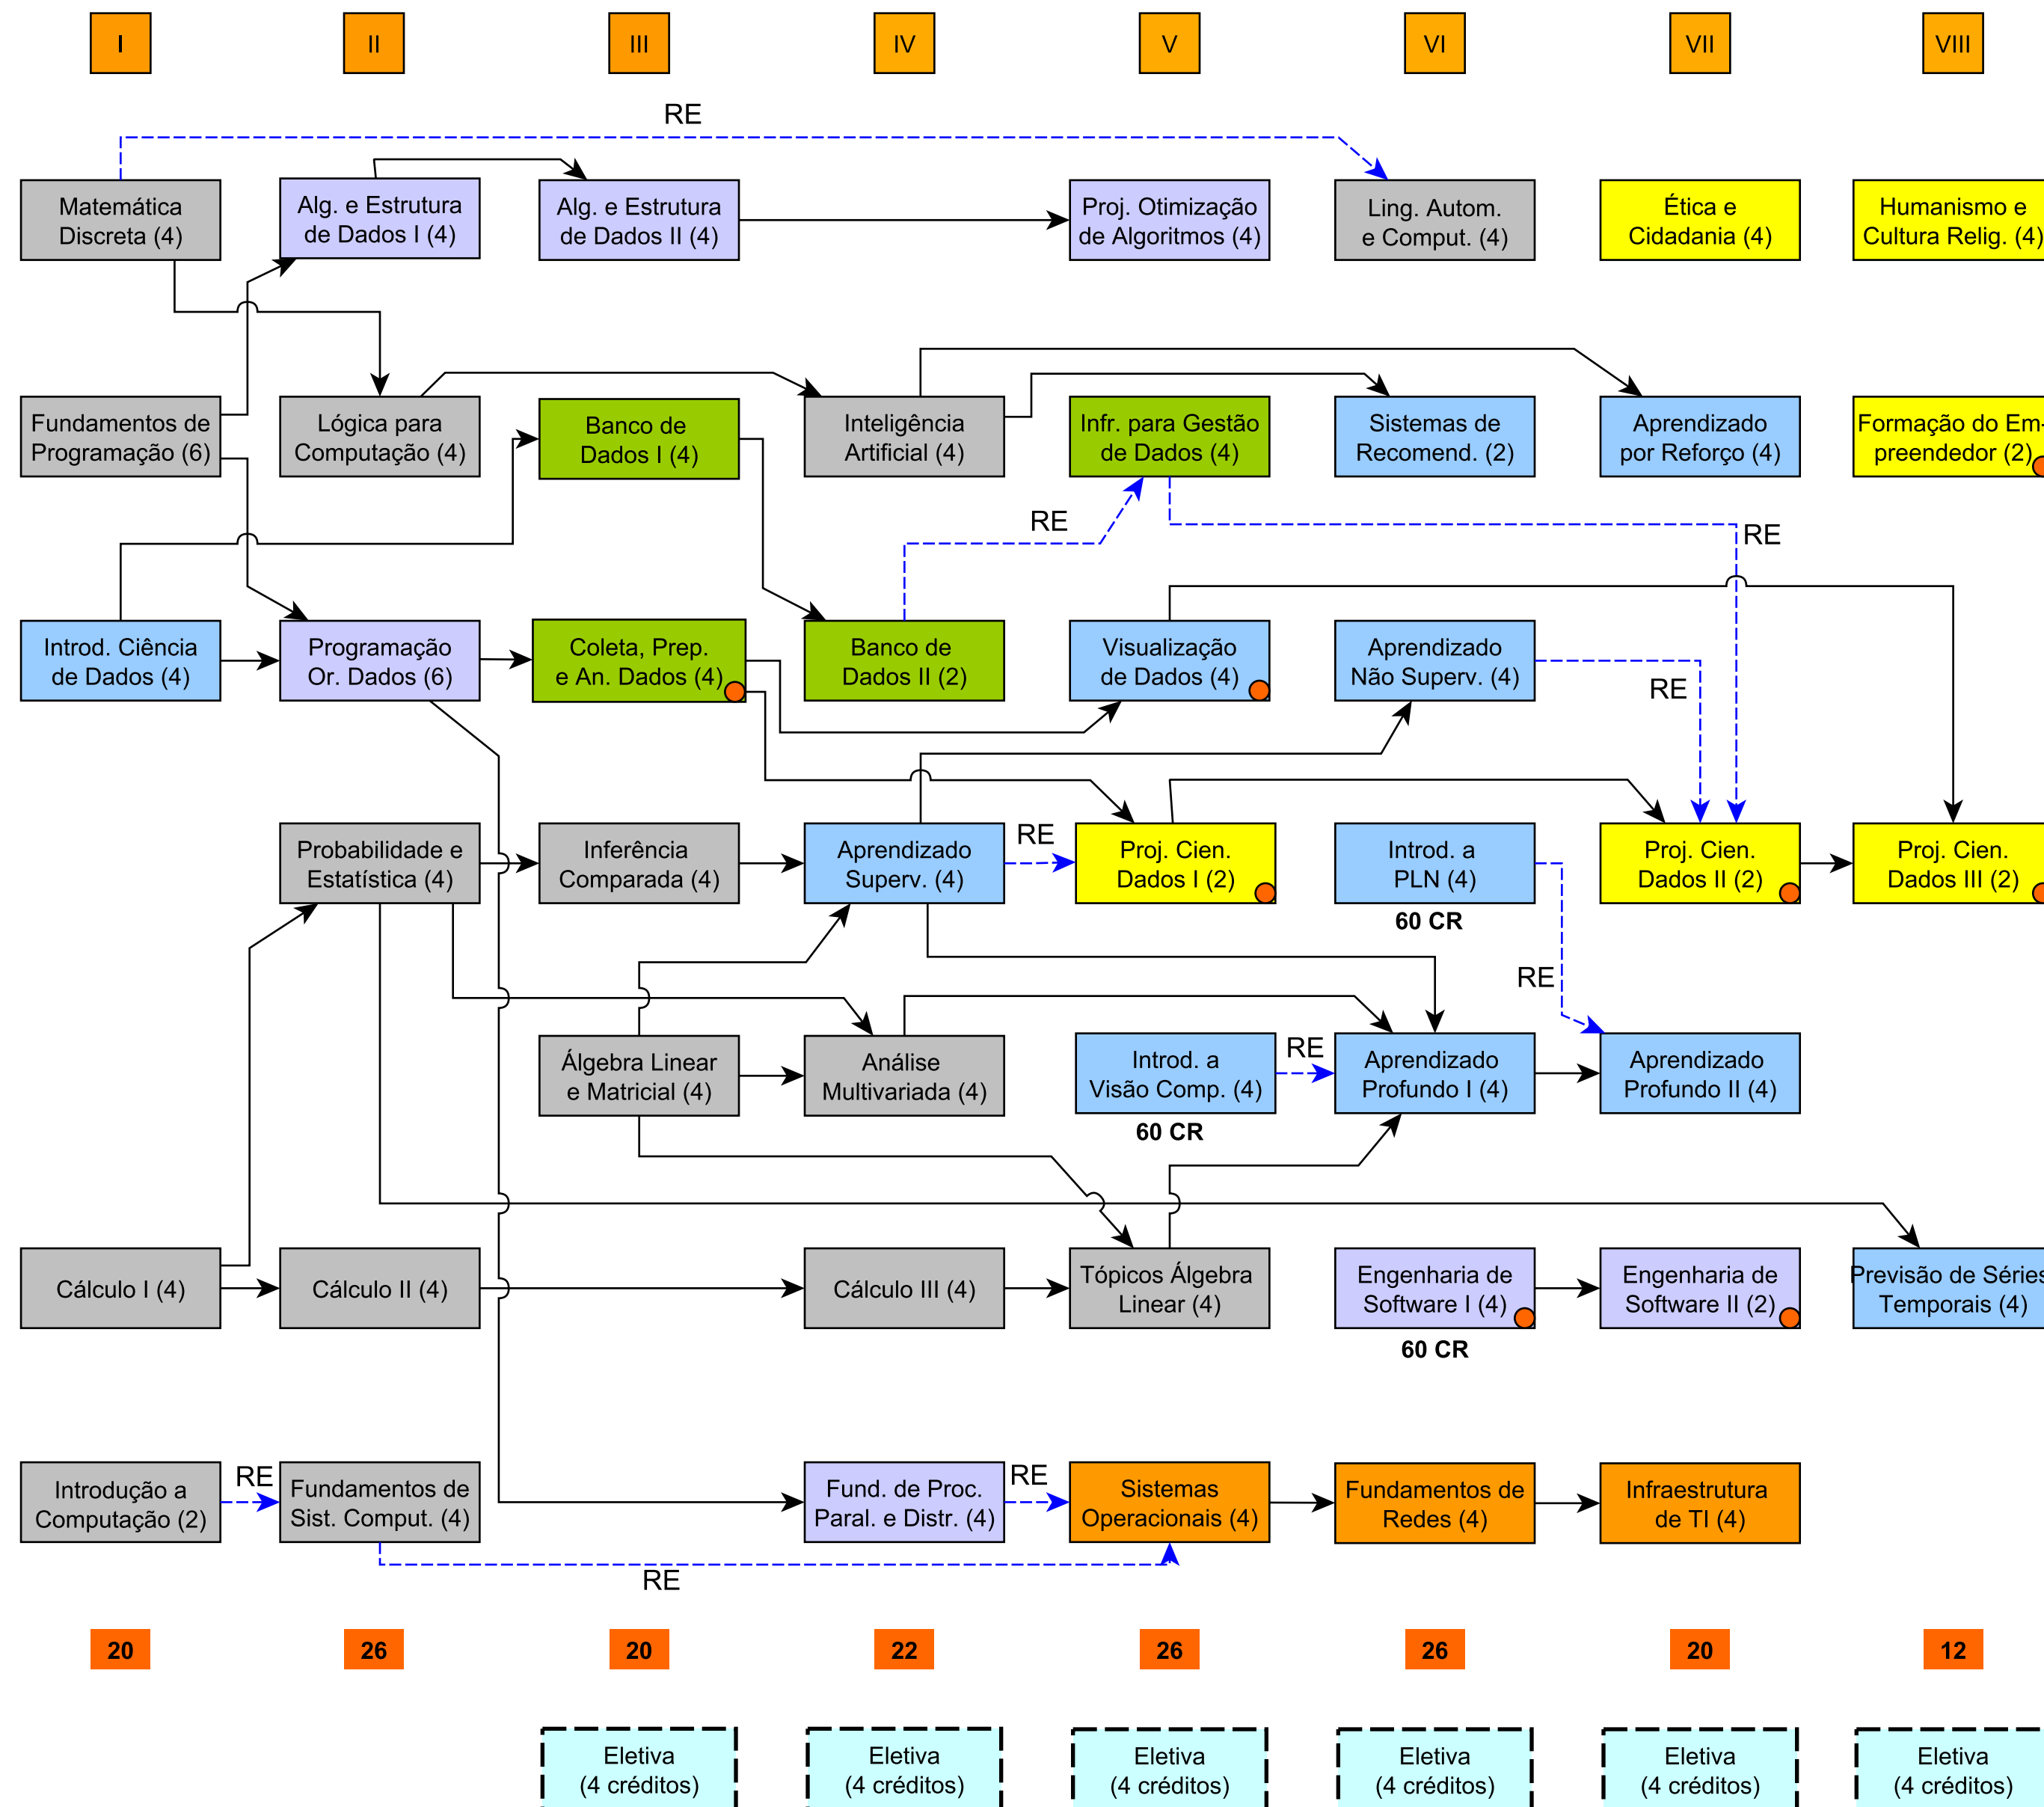 I
II
III
IV
V
VI
VII
VIII
RE
Matemática
Discreta (4)
Alg. e Estrutura
de Dados I (4)
Alg. e Estrutura
de Dados II (4)
Proj. Otimização
de Algoritmos (4)
Ling. Autom.
e Comput. (4)
Ética e
Cidadania (4)
Humanismo e
Cultura Relig. (4)
Fundamentos de
Programação (6)
Lógica para
Computação (4)
Banco de
Dados I (4)
Inteligência
Artificial (4)
Infr. para Gestão
de Dados (4)
Sistemas de
Recomend. (2)
Aprendizado
por Reforço (4)
Formação do Em-
preendedor (2)
RE
RE
Introd. Ciência
de Dados (4)
Programação
Or. Dados (6)
Coleta, Prep.
e An. Dados (4)
Banco de
Dados II (2)
Visualização
de Dados (4)
Aprendizado
Não Superv. (4)
RE
Probabilidade e
Estatística (4)
Inferência
Comparada (4)
Aprendizado
Superv. (4)
RE
Proj. Cien.
Dados I (2)
Introd. a
PLN (4)
60 CR
Proj. Cien.
Dados II (2)
Proj. Cien.
Dados III (2)
RE
Álgebra Linear
e Matricial (4)
Análise
Multivariada (4)
Introd. a
Visão Comp. (4)
60 CR
RE
Aprendizado
Profundo I (4)
Aprendizado
Profundo II (4)
Cálculo I (4)
Cálculo II (4)
Cálculo III (4)
Tópicos Álgebra
Linear (4)
Engenharia de
Software I (4)
60 CR
Engenharia de
Software II (2)
Previsão de Séries
Temporais (4)
Introdução a
Computação (2)
RE
Fundamentos de
Sist. Comput. (4)
Fund. de Proc.
Paral. e Distr. (4)
RE
Sistemas
Operacionais (4)
Fundamentos de
Redes (4)
Infraestrutura
de TI (4)
RE
20
26
20
22
26
26
20
12
Eletiva
(4 créditos)
Eletiva
(4 créditos)
Eletiva
(4 créditos)
Eletiva
(4 créditos)
Eletiva
(4 créditos)
Eletiva
(4 créditos)